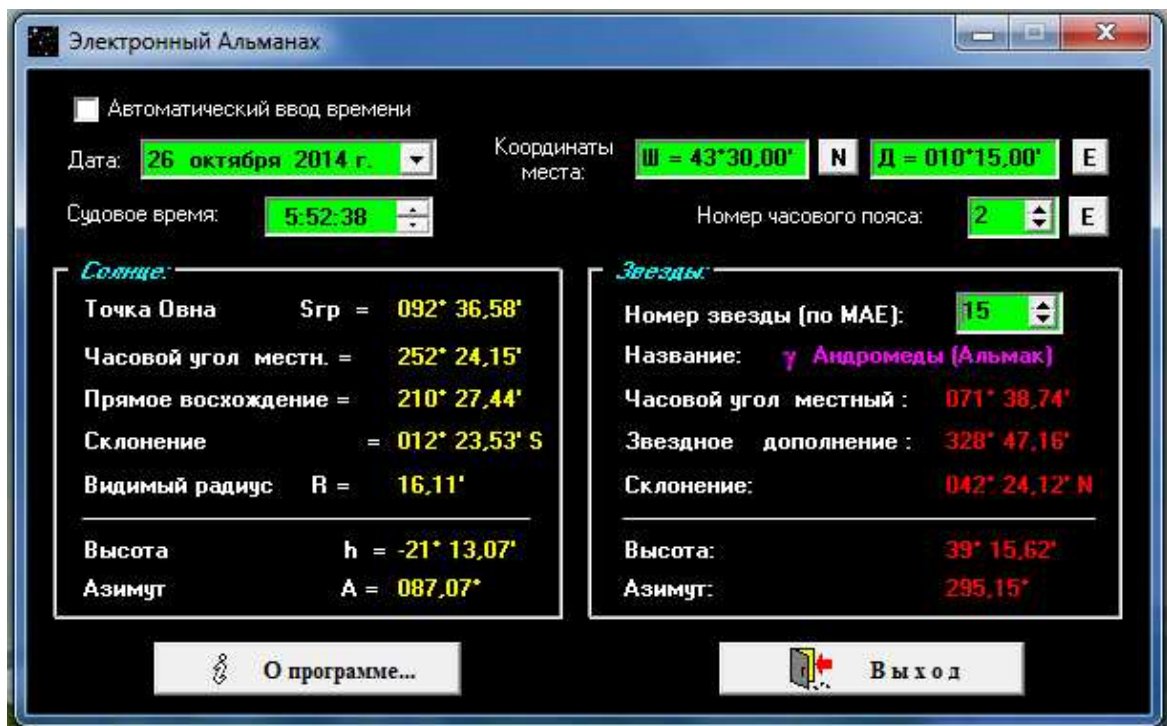 Электронный Альманах
Автоматический ввод времени
Дата: 26 октября 2014 г.
Координаты места: Ш = 43°30,00' N Д = 010°15,00' E
Судовое время: 5:52:38
Номер часового пояса: 2 E
Солнце:
Точка Овна Sгр = 092° 36,58'
Часовой угол местн. = 252° 24,15'
Прямое восхождение = 210° 27,44'
Склонение = 012° 23,53' S
Видимый радиус R = 16,11'
Высота h = -21° 13,07'
Азимут A = 087,07°
Звезды:
Номер звезды (по МАЕ): 15
Название: γ Андромеды (Альмак)
Часовой угол местный : 071° 38,74'
Звездное дополнение : 328° 47,16'
Склонение: 042° 24,12' N
Высота: 39° 15,62'
Азимут: 295,15°
О программе...
Выход